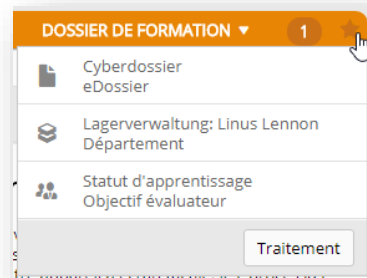 DOSSIER DE FORMATION ▼ 1
Cyberdossier
eDossier
Lagerverwaltung: Linus Lennon
Département
Statut d'apprentissage
Objectif évaluateur
Traitement